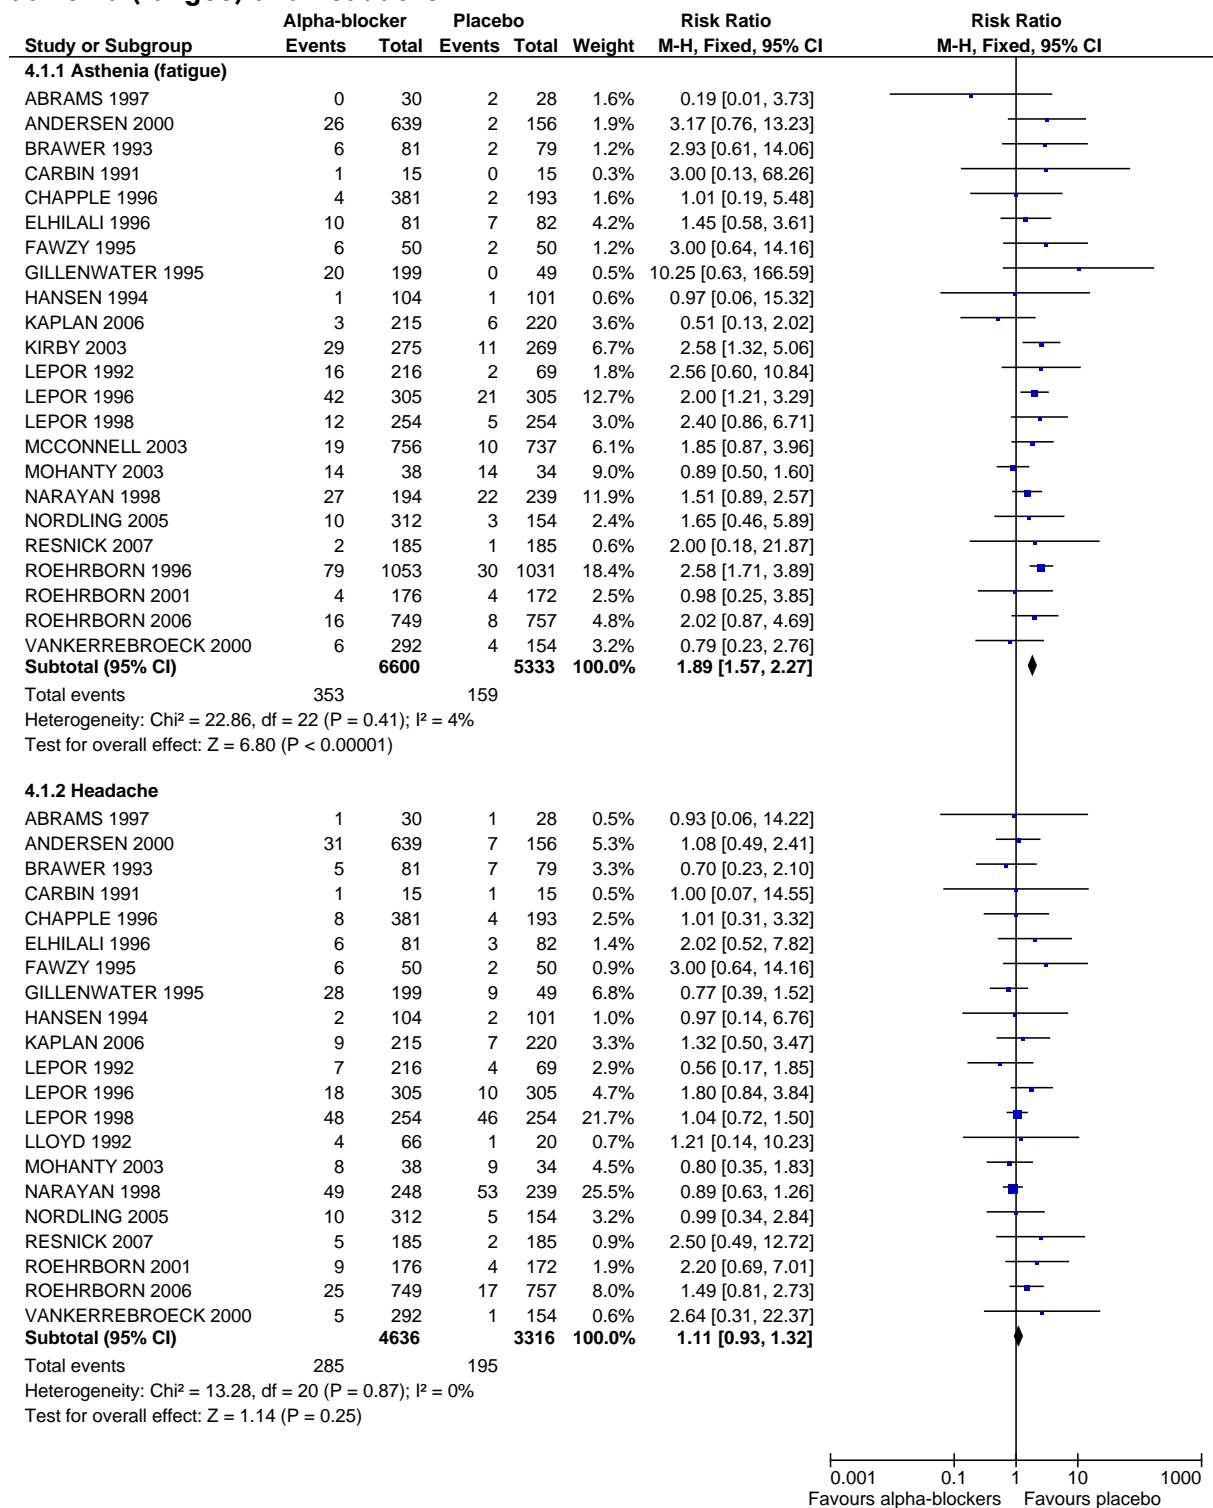 Alpha-blocker Placebo Risk Ratio Risk Ratio
Study or Subgroup Events Total Events Total Weight M-H, Fixed, 95% CI M-H, Fixed, 95% CI
4.1.1 Asthenia (fatigue)
ABRAMS 1997 0 30 2 28 1.6% 0.19 [0.01, 3.73]
ANDERSEN 2000 26 639 2 156 1.9% 3.17 [0.76, 13.23]
BRAWER 1993 6 81 2 79 1.2% 2.93 [0.61, 14.06]
CARBIN 1991 1 15 0 15 0.3% 3.00 [0.13, 68.26]
CHAPPLE 1996 4 381 2 193 1.6% 1.01 [0.19, 5.48]
ELHILALI 1996 10 81 7 82 4.2% 1.45 [0.58, 3.61]
FAWZY 1995 6 50 2 50 1.2% 3.00 [0.64, 14.16]
GILLENWATER 1995 20 199 0 49 0.5% 10.25 [0.63, 166.59]
HANSEN 1994 1 104 1 101 0.6% 0.97 [0.06, 15.32]
KAPLAN 2006 3 215 6 220 3.6% 0.51 [0.13, 2.02]
KIRBY 2003 29 275 11 269 6.7% 2.58 [1.32, 5.06]
LEPOR 1992 16 216 2 69 1.8% 2.56 [0.60, 10.84]
LEPOR 1996 42 305 21 305 12.7% 2.00 [1.21, 3.29]
LEPOR 1998 12 254 5 254 3.0% 2.40 [0.86, 6.71]
MCCONNELL 2003 19 756 10 737 6.1% 1.85 [0.87, 3.96]
MOHANTY 2003 14 38 14 34 9.0% 0.89 [0.50, 1.60]
NARAYAN 1998 27 194 22 239 11.9% 1.51 [0.89, 2.57]
NORDLING 2005 10 312 3 154 2.4% 1.65 [0.46, 5.89]
RESNICK 2007 2 185 1 185 0.6% 2.00 [0.18, 21.87]
ROEHRBORN 1996 79 1053 30 1031 18.4% 2.58 [1.71, 3.89]
ROEHRBORN 2001 4 176 4 172 2.5% 0.98 [0.25, 3.85]
ROEHRBORN 2006 16 749 8 757 4.8% 2.02 [0.87, 4.69]
VANKERREBROECK 2000 6 292 4 154 3.2% 0.79 [0.23, 2.76]
Subtotal (95% CI) 6600 5333 100.0% 1.89 [1.57, 2.27]
Total events 353 159
Heterogeneity: Chi² = 22.86, df = 22 (P = 0.41); I² = 4%
Test for overall effect: Z = 6.80 (P < 0.00001)
4.1.2 Headache
ABRAMS 1997 1 30 1 28 0.5% 0.93 [0.06, 14.22]
ANDERSEN 2000 31 639 7 156 5.3% 1.08 [0.49, 2.41]
BRAWER 1993 5 81 7 79 3.3% 0.70 [0.23, 2.10]
CARBIN 1991 1 15 1 15 0.5% 1.00 [0.07, 14.55]
CHAPPLE 1996 8 381 4 193 2.5% 1.01 [0.31, 3.32]
ELHILALI 1996 6 81 3 82 1.4% 2.02 [0.52, 7.82]
FAWZY 1995 6 50 2 50 0.9% 3.00 [0.64, 14.16]
GILLENWATER 1995 28 199 9 49 6.8% 0.77 [0.39, 1.52]
HANSEN 1994 2 104 2 101 1.0% 0.97 [0.14, 6.76]
KAPLAN 2006 9 215 7 220 3.3% 1.32 [0.50, 3.47]
LEPOR 1992 7 216 4 69 2.9% 0.56 [0.17, 1.85]
LEPOR 1996 18 305 10 305 4.7% 1.80 [0.84, 3.84]
LEPOR 1998 48 254 46 254 21.7% 1.04 [0.72, 1.50]
LLOYD 1992 4 66 1 20 0.7% 1.21 [0.14, 10.23]
MOHANTY 2003 8 38 9 34 4.5% 0.80 [0.35, 1.83]
NARAYAN 1998 49 248 53 239 25.5% 0.89 [0.63, 1.26]
NORDLING 2005 10 312 5 154 3.2% 0.99 [0.34, 2.84]
RESNICK 2007 5 185 2 185 0.9% 2.50 [0.49, 12.72]
ROEHRBORN 2001 9 176 4 172 1.9% 2.20 [0.69, 7.01]
ROEHRBORN 2006 25 749 17 757 8.0% 1.49 [0.81, 2.73]
VANKERREBROECK 2000 5 292 1 154 0.6% 2.64 [0.31, 22.37]
Subtotal (95% CI) 4636 3316 100.0% 1.11 [0.93, 1.32]
Total events 285 195
Heterogeneity: Chi² = 13.28, df = 20 (P = 0.87); I² = 0%
Test for overall effect: Z = 1.14 (P = 0.25)
0.001 0.1 1 10 1000
Favours alpha-blockers Favours placebo